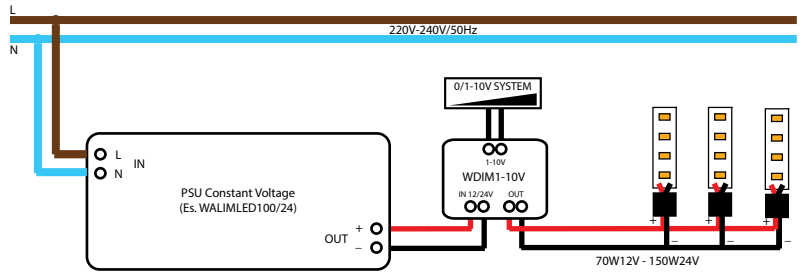 L
220V-240V/50Hz
N
0/1-10V SYSTEM
L
IN
N
1-10V
WDIM1-10V
PSU Constant Voltage
IN 12/24V
OUT
(Es. WALIMLED100/24)
+
OUT
–
+
+
+
–
–
–
70W12V - 150W24V